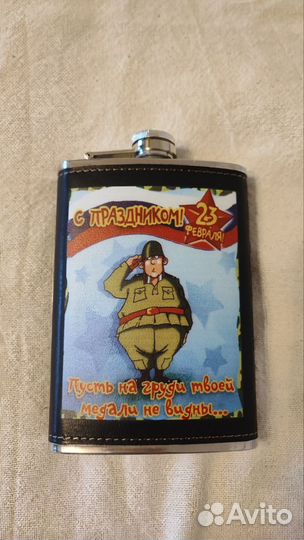 С ПРАЗДНИКОМ!
23
ФЕВРАЛЯ!
Пусть на груди твоей
медали не видны...
Avito